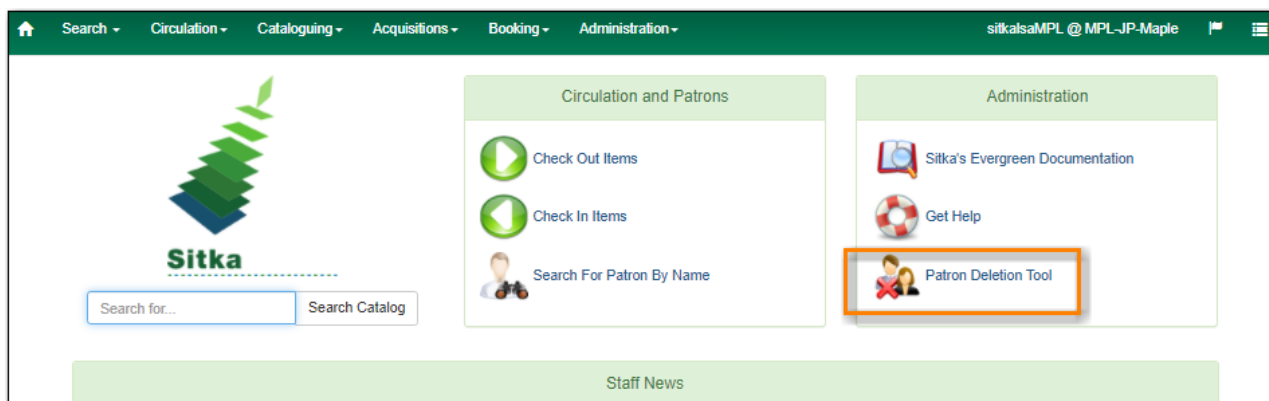 Search Circulation Cataloguing Acquisitions Booking Administration sitkalsaMPL @ MPL-JP-Maple
Sitka
Search for... Search Catalog
Circulation and Patrons
Check Out Items
Check In Items
Search For Patron By Name
Administration
Sitka's Evergreen Documentation
Get Help
Patron Deletion Tool
Staff News